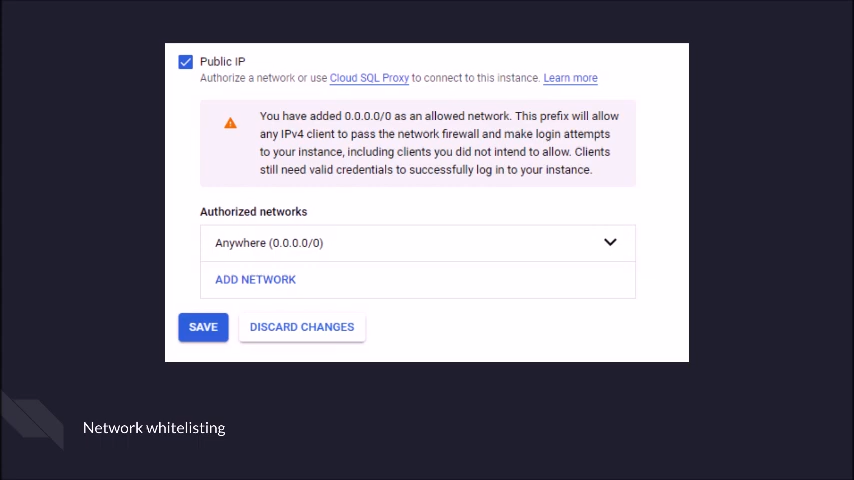 Public IP
Authorize a network or use Cloud SQL Proxy to connect to this instance. Learn more
You have added 0.0.0.0/0 as an allowed network. This prefix will allow
any IPv4 client to pass the network firewall and make login attempts
to your instance, including clients you did not intend to allow. Clients
still need valid credentials to successfully log in to your instance.
Authorized networks
Anywhere (0.0.0.0/0)
ADD NETWORK
SAVE DISCARD CHANGES
Network whitelisting